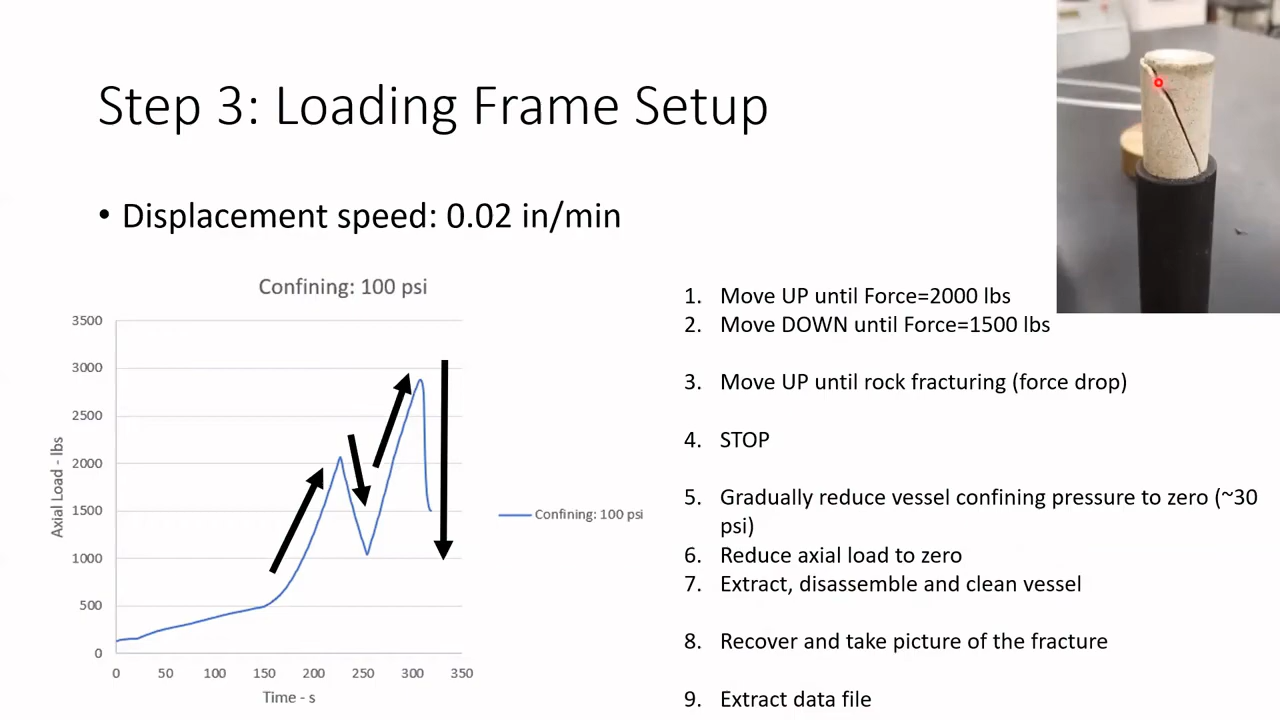 Step 3: Loading Frame Setup
• Displacement speed: 0.02 in/min
Confining: 100 psi
3500
3000
2500
2000
1500
1000
500
0
Axial Load - lbs
0 50 100 150 200 250 300 350
Time - s
Confining: 100 psi
1. Move UP until Force=2000 lbs
2. Move DOWN until Force=1500 lbs
3. Move UP until rock fracturing (force drop)
4. STOP
5. Gradually reduce vessel confining pressure to zero (~30
psi)
6. Reduce axial load to zero
7. Extract, disassemble and clean vessel
8. Recover and take picture of the fracture
9. Extract data file